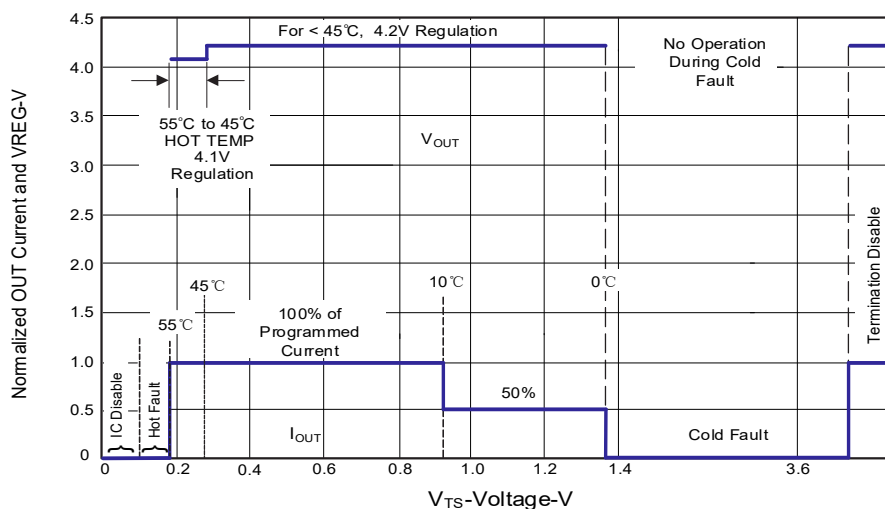 Normalized OUT Current and VREG-V
4.5
4.0
3.5
3.0
2.5
2.0
1.5
1.0
0.5
0
For < 45℃, 4.2V Regulation
No Operation
During Cold
Fault
55℃ to 45℃
HOT TEMP
4.1V
Regulation
VOUT
Termination Disable
45℃
10℃
0℃
55℃
100% of
Programmed
Current
IC Disable
Hot Fault
50%
IOUT
Cold Fault
0
0.2
0.4
0.6
0.8
1.0
1.2
1.4
3.6
VTS-Voltage-V